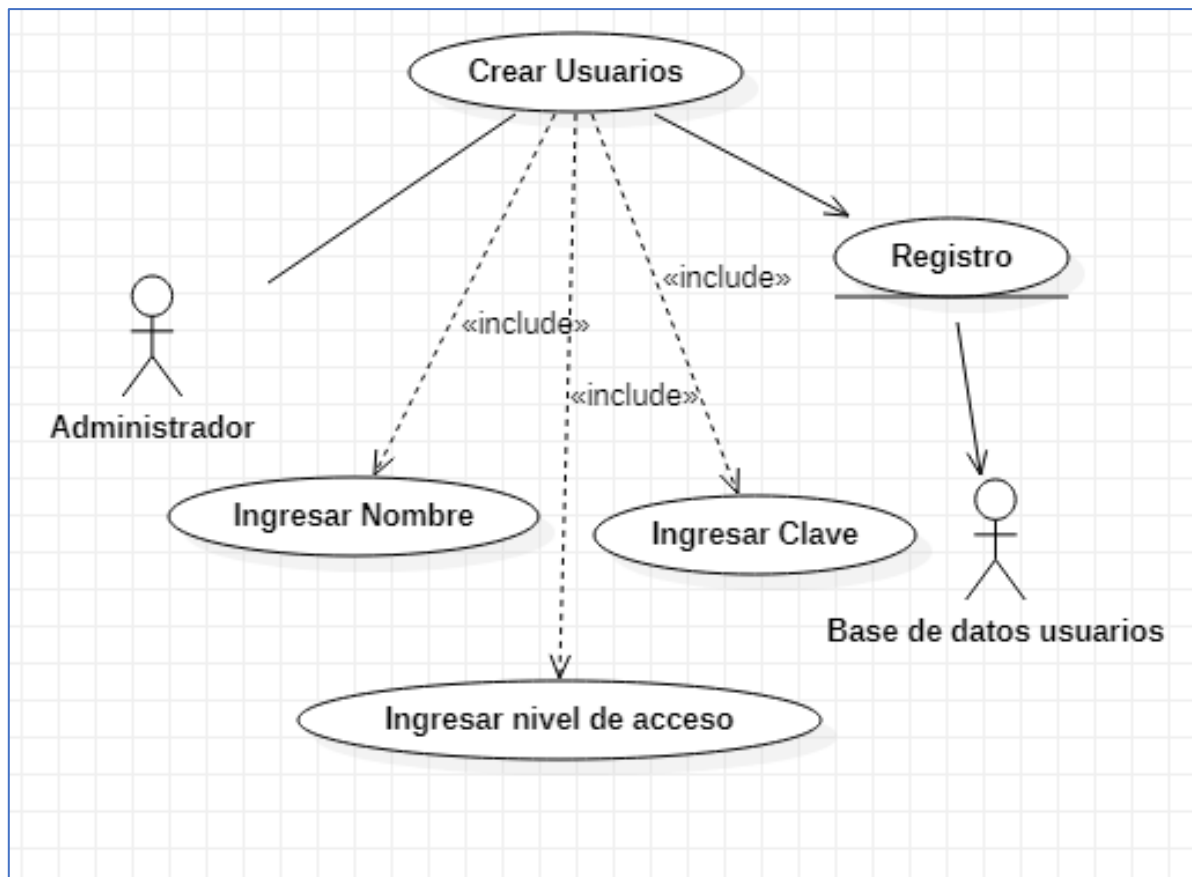 Crear Usuarios
Registro
«include»
«include»
«include»
Administrador
Ingresar Nombre
Ingresar Clave
Base de datos usuarios
Ingresar nivel de acceso